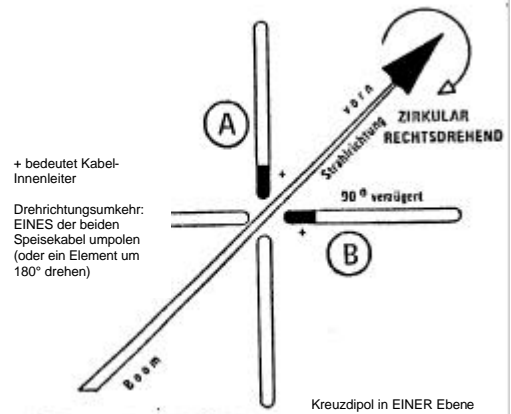 vorn
ZIRKULAR
RECHTSDREHEND
A
+
Strahlrichtung
+ bedeutet Kabel-
Innenleiter
Drehrichtungsumkehr:
EINES der beiden
Speisekabel umpolen
(oder ein Element um
180° drehen)
90° verzögert
+
B
Boom
Kreuzdipol in EINER Ebene